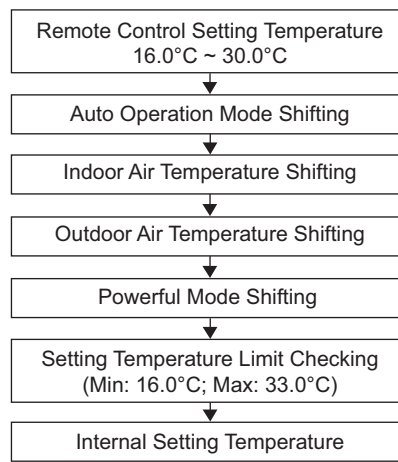 Remote Control Setting Temperature
16.0°C ~ 30.0°C
Auto Operation Mode Shifting
Indoor Air Temperature Shifting
Outdoor Air Temperature Shifting
Powerful Mode Shifting
Setting Temperature Limit Checking
(Min: 16.0°C; Max: 33.0°C)
Internal Setting Temperature